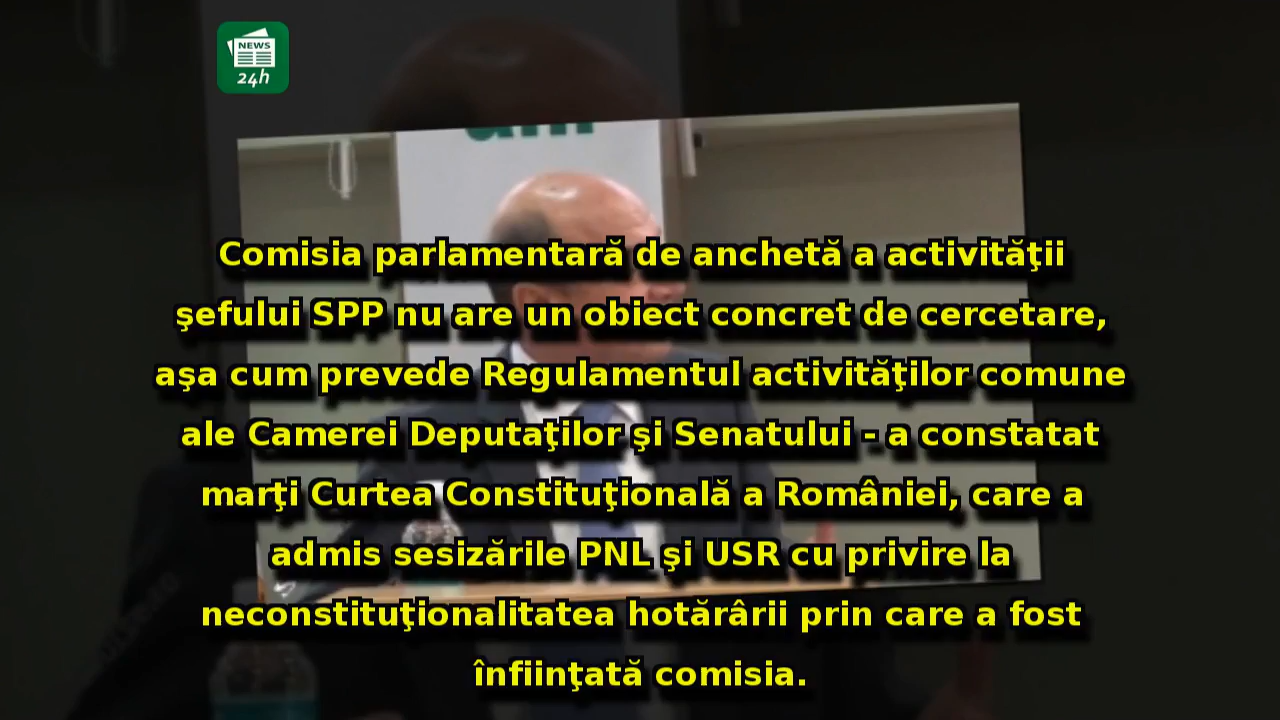 NEWS
24h
Comisia parlamentară de anchetă a activităţii
şefului SPP nu are un obiect concret de cercetare,
aşa cum prevede Regulamentul activităţilor comune
ale Camerei Deputaţilor şi Senatului - a constatat
marţi Curtea Constituţională a României, care a
admis sesizările PNL şi USR cu privire la
neconstituţionalitatea hotărârii prin care a fost
înfiinţată comisia.